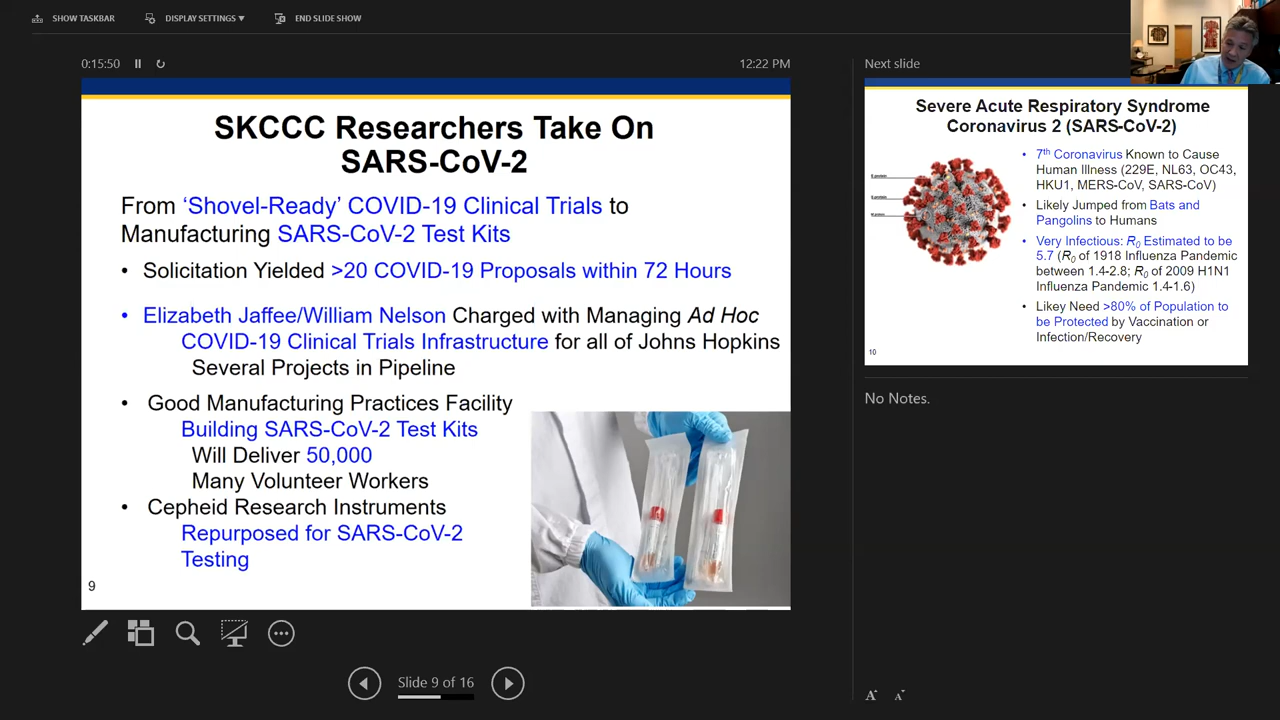 SHOW TASKBAR
DISPLAY SETTINGS ▾
END SLIDE SHOW
0:15:50
12:22 PM
SKCCC Researchers Take On
SARS-CoV-2
From ‘Shovel-Ready’ COVID-19 Clinical Trials to
Manufacturing SARS-CoV-2 Test Kits
• Solicitation Yielded >20 COVID-19 Proposals within 72 Hours
• Elizabeth Jaffee/William Nelson Charged with Managing Ad Hoc
COVID-19 Clinical Trials Infrastructure for all of Johns Hopkins
Several Projects in Pipeline
• Good Manufacturing Practices Facility
Building SARS-CoV-2 Test Kits
Will Deliver 50,000
Many Volunteer Workers
• Cepheid Research Instruments
Repurposed for SARS-CoV-2
Testing
9
Slide 9 of 16
Next slide
Severe Acute Respiratory Syndrome
Coronavirus 2 (SARS-CoV-2)
• 7th Coronavirus Known to Cause
Human Illness (229E, NL63, OC43,
HKU1, MERS-CoV, SARS-CoV)
• Likely Jumped from Bats and
Pangolins to Humans
• Very Infectious: R0 Estimated to be
5.7 (R0 of 1918 Influenza Pandemic
between 1.4-2.8; R0 of 2009 H1N1
Influenza Pandemic 1.4-1.6)
• Likey Need >80% of Population to
be Protected by Vaccination or
Infection/Recovery
10
No Notes.
A A